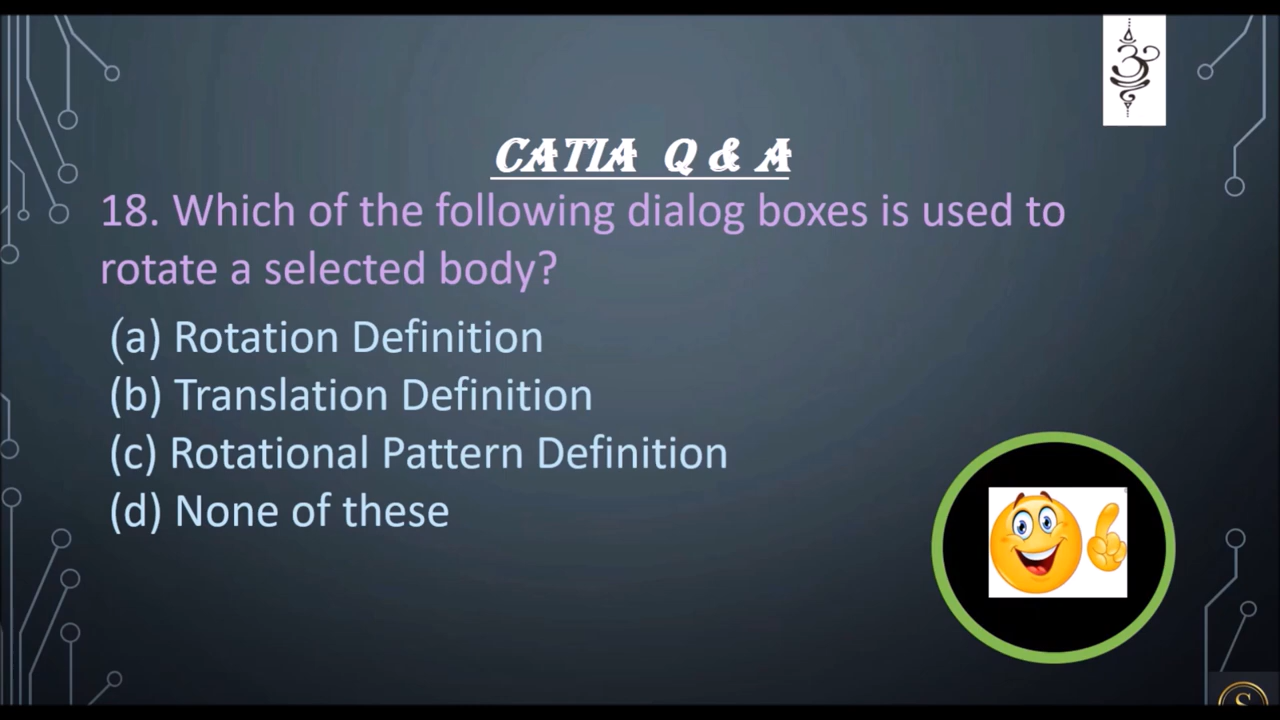 CATIA Q & A
18. Which of the following dialog boxes is used to
rotate a selected body?
(a) Rotation Definition
(b) Translation Definition
(c) Rotational Pattern Definition
(d) None of these
S